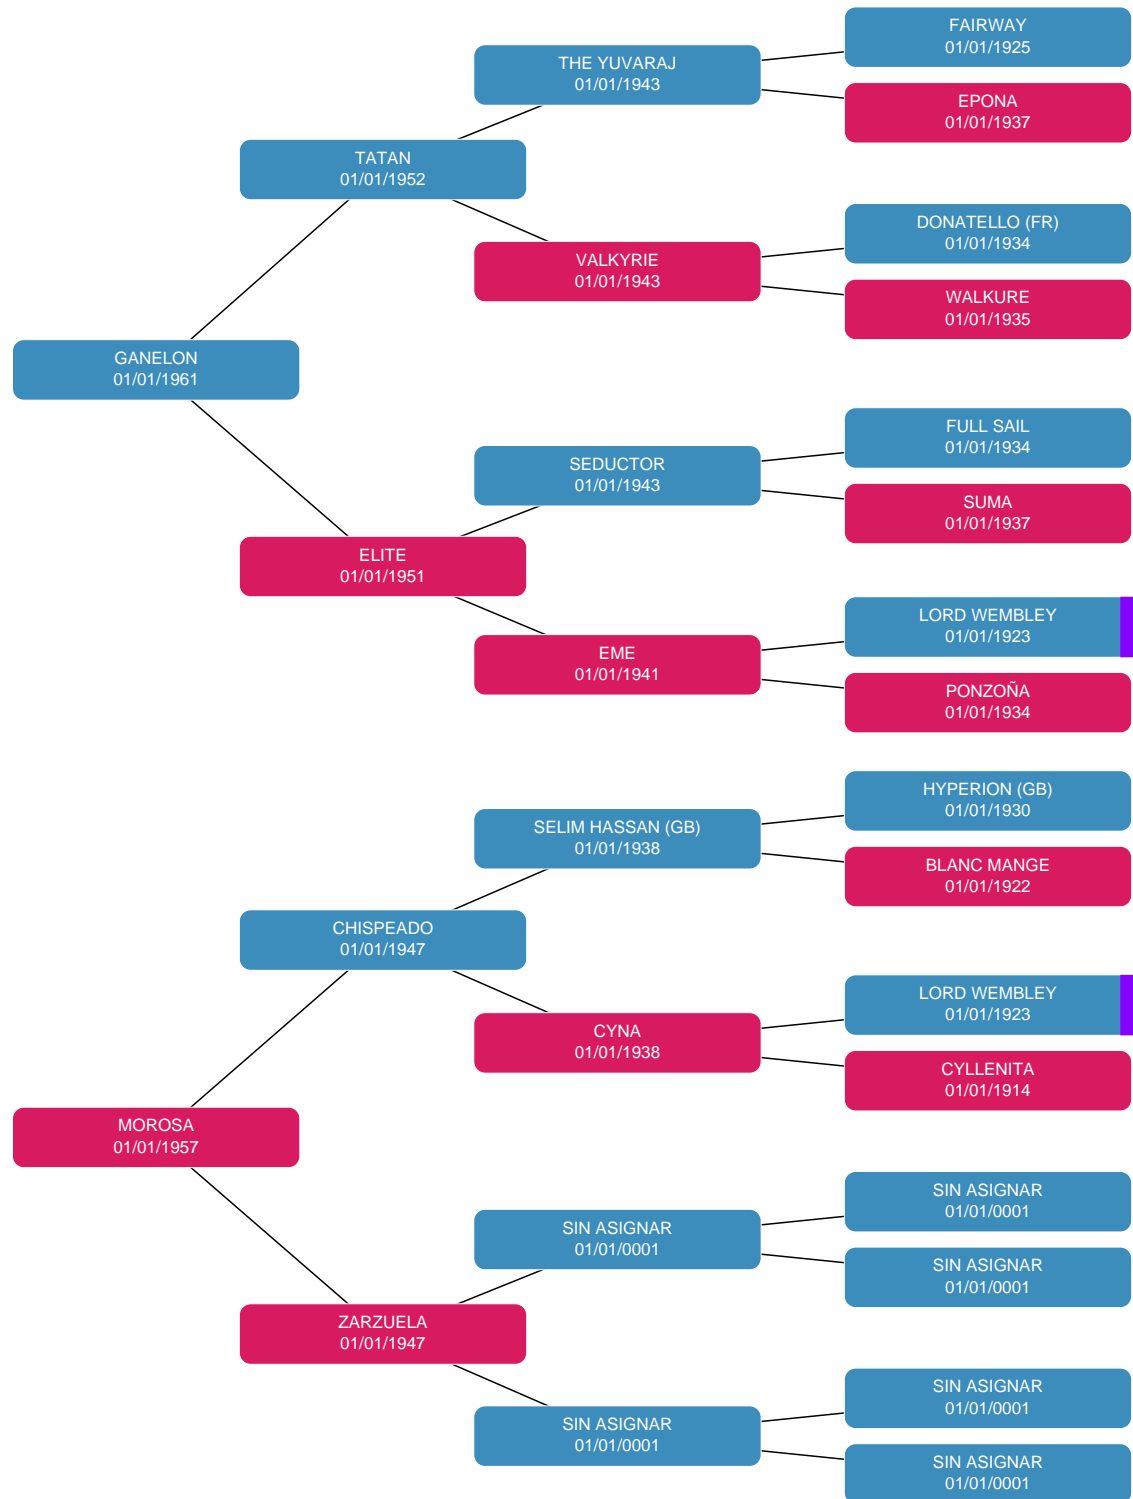 FAIRWAY
01/01/1925
THE YUVARAJ
01/01/1943
EPONA
01/01/1937
TATAN
01/01/1952
DONATELLO (FR)
01/01/1934
VALKYRIE
01/01/1943
WALKURE
01/01/1935
GANELON
01/01/1961
FULL SAIL
01/01/1934
SEDUCTOR
01/01/1943
SUMA
01/01/1937
ELITE
01/01/1951
LORD WEMBLEY
01/01/1923
EME
01/01/1941
PONZOÑA
01/01/1934
HYPERION (GB)
01/01/1930
SELIM HASSAN (GB)
01/01/1938
BLANC MANGE
01/01/1922
CHISPEADO
01/01/1947
LORD WEMBLEY
01/01/1923
CYNA
01/01/1938
CYLLENITA
01/01/1914
MOROSA
01/01/1957
SIN ASIGNAR
01/01/0001
SIN ASIGNAR
01/01/0001
SIN ASIGNAR
01/01/0001
ZARZUELA
01/01/1947
SIN ASIGNAR
01/01/0001
SIN ASIGNAR
01/01/0001
SIN ASIGNAR
01/01/0001